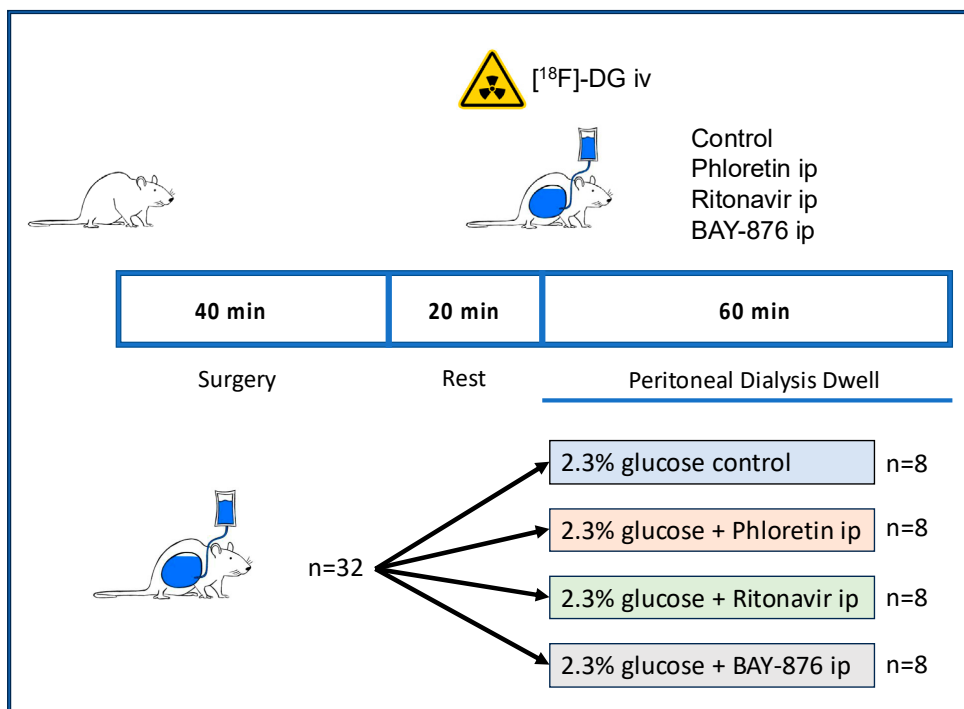 [¹⁸F]-DG iv
Control
Phloretin ip
Ritonavir ip
BAY-876 ip
40 min
20 min
60 min
Surgery
Rest
Peritoneal Dialysis Dwell
2.3% glucose control
n=8
2.3% glucose + Phloretin ip
n=8
n=32
2.3% glucose + Ritonavir ip
n=8
2.3% glucose + BAY-876 ip
n=8